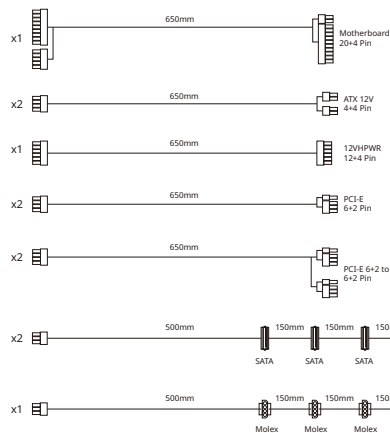 650mm
x1
Motherboard
20+4 Pin
x2
650mm
ATX 12V
4+4 Pin
x1
650mm
12VHPWR
12+4 Pin
x2
650mm
PCI-E
6+2 Pin
x2
650mm
PCI-E 6+2 to
6+2 Pin
x2
500mm 150mm 150mm 150
SATA SATA SATA
x1
500mm 150mm 150mm 150
Molex Molex Molex